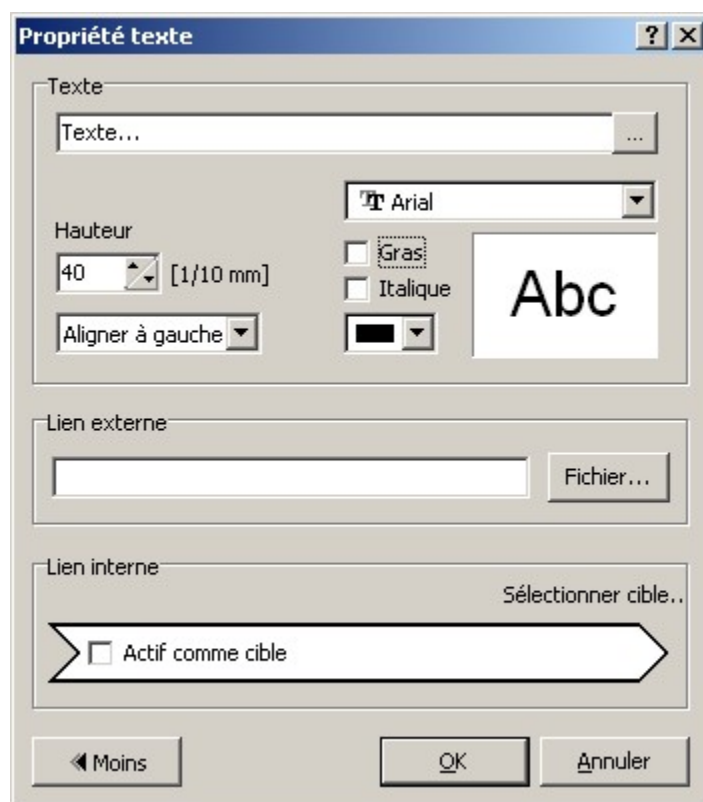 Propriété texte
Texte
Texte...
...
Arial
Hauteur
40 [1/10 mm]
Gras
Italique
Abc
Aligner à gauche
Lien externe
Fichier...
Lien interne
Sélectionner cible..
Actif comme cible
Moins
OK
Annuler